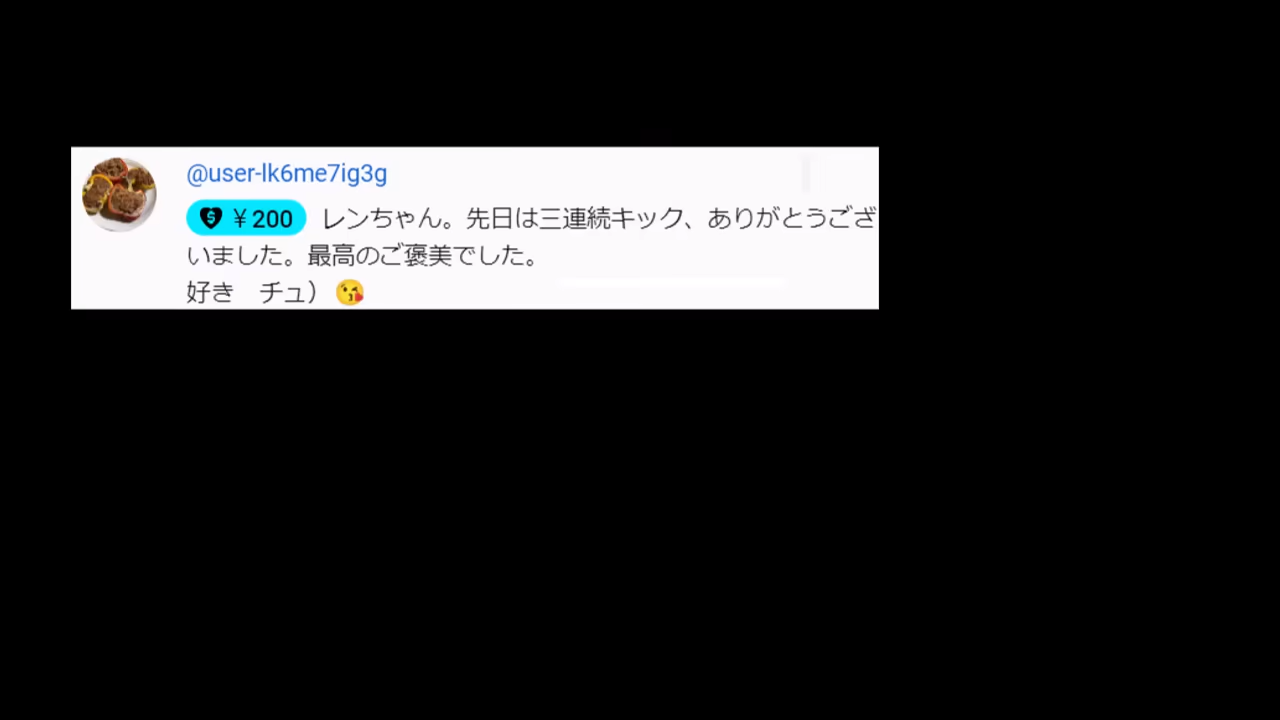 @user-lk6me7ig3g
¥200 レンちゃん。先日は三連続キック、ありがとうござ
いました。最高のご褒美でした。
好き　チュ）😘